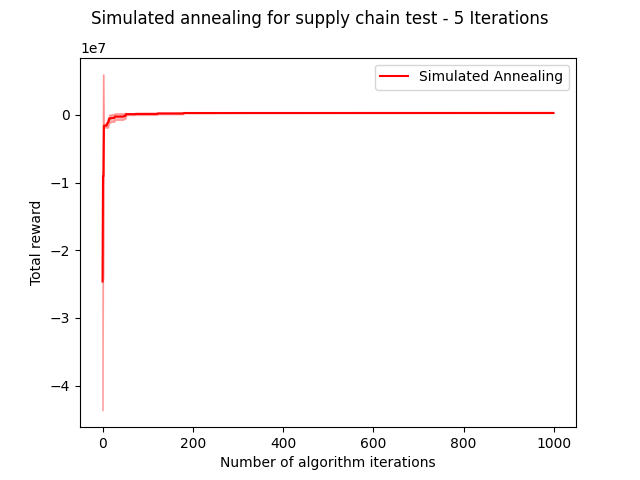 Simulated annealing for supply chain test - 5 Iterations
1e7
Simulated Annealing
0
−1
−2
−3
−4
Total reward
0 200 400 600 800 1000
Number of algorithm iterations